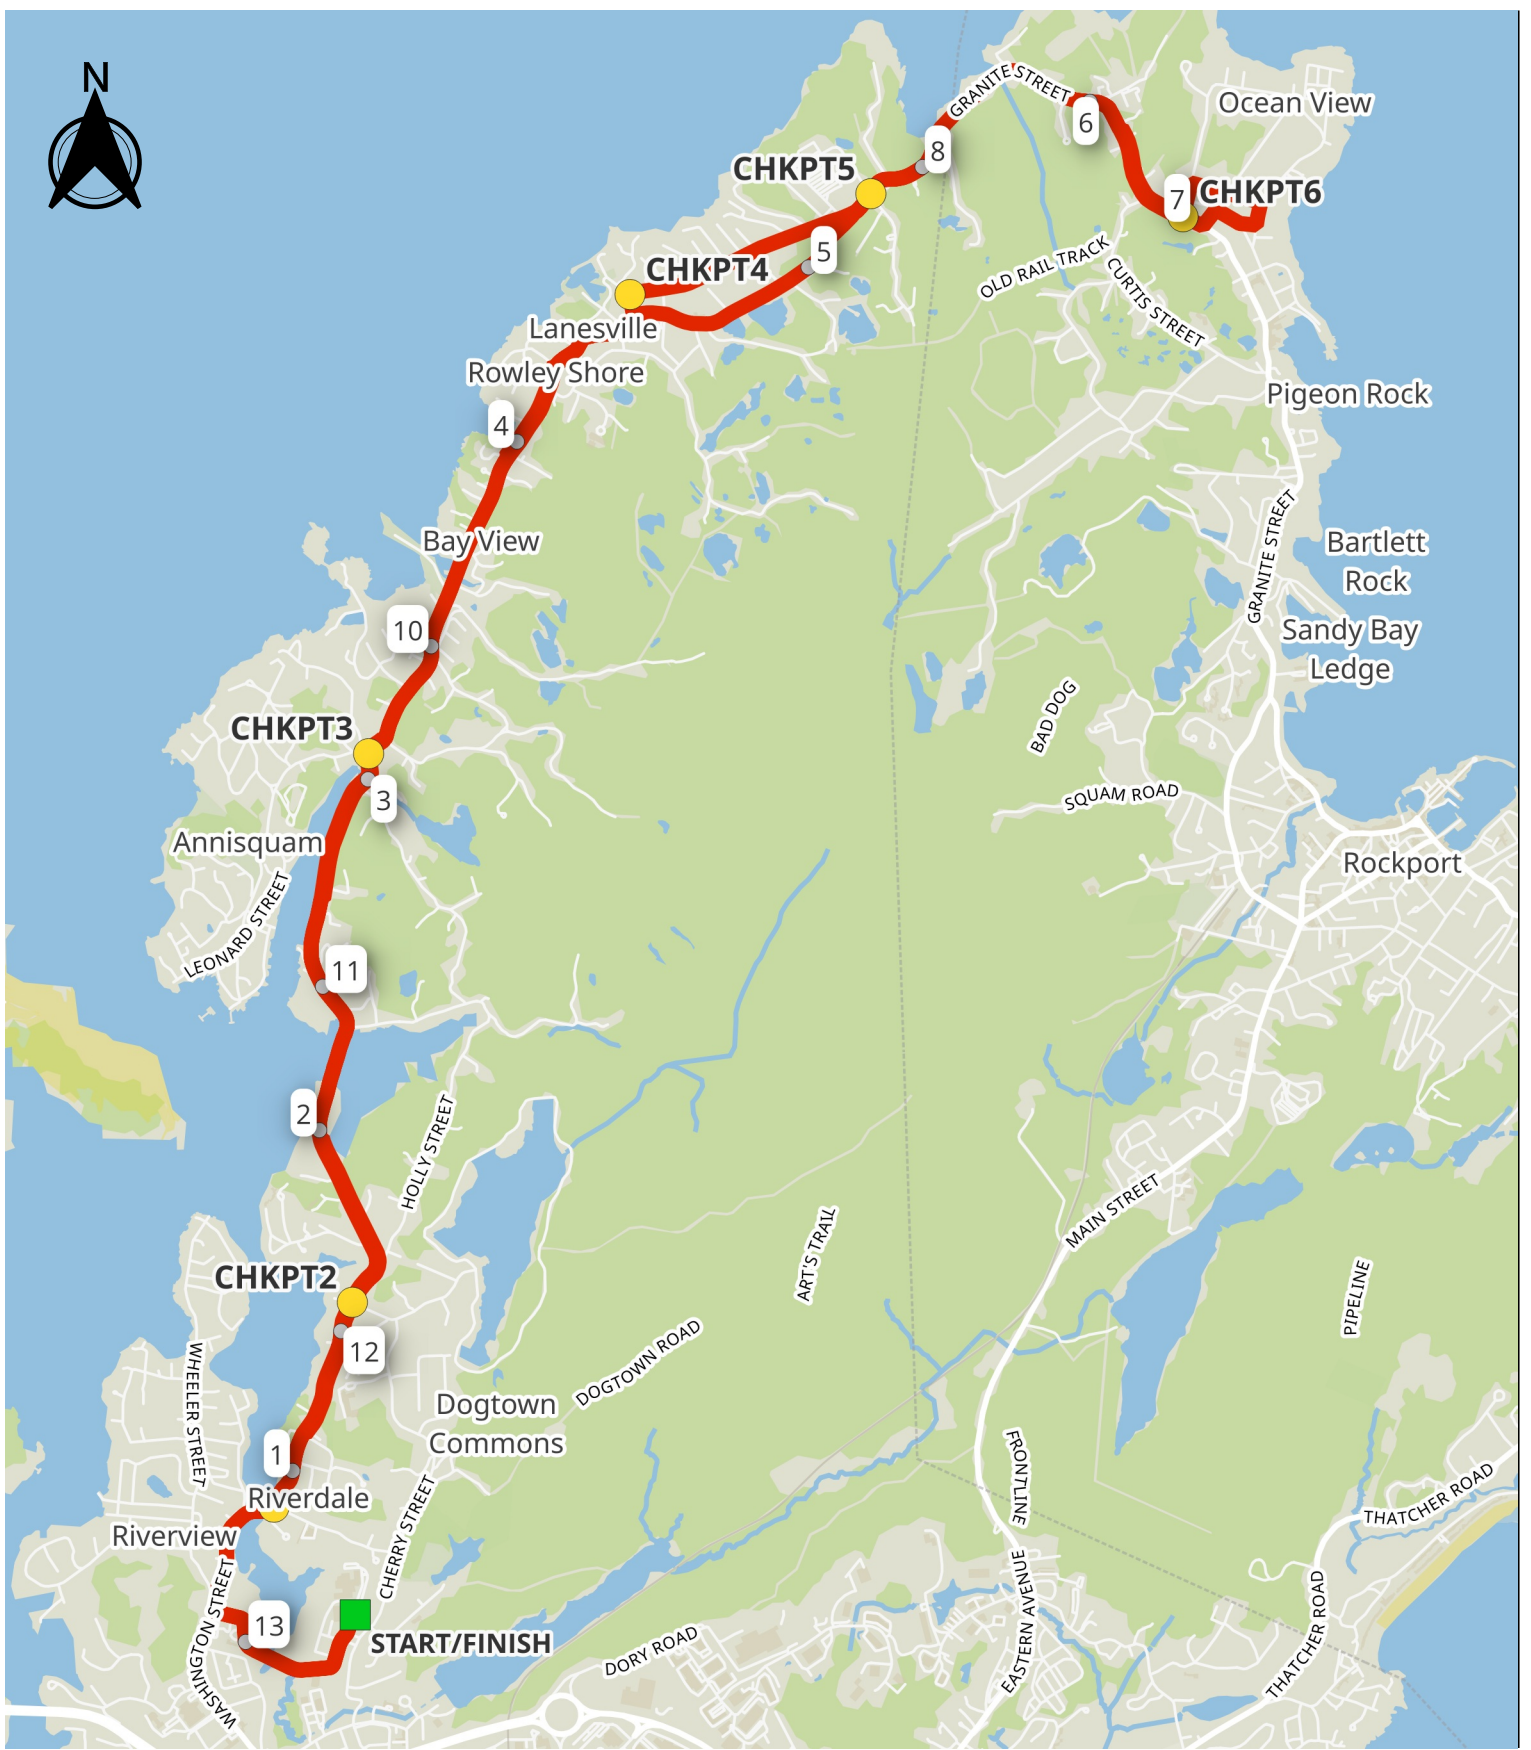 N
GRANITE STREET
Ocean View
6
8
CHKPT5
7
CHKPT6
5
OLD RAIL TRACK
CURTIS STREET
CHKPT4
Lanesville
Rowley Shore
Pigeon Rock
4
Bay View
GRANITE STREET
Bartlett
Rock
10
Sandy Bay
Ledge
BAD DOG
CHKPT3
3
SQUAM ROAD
Annisquam
Rockport
LEONARD STREET
11
2
HOLLY STREET
MAIN STREET
ART'S TRAIL
CHKPT2
PIPELINE
12
WHEELER STREET
DOGTOWN ROAD
Dogtown
Commons
1
FRONTLINE
Riverdale
THATCHER ROAD
Riverview
CHERRY STREET
WASHINGTON STREET
13
START/FINISH
DORY ROAD
EASTERN AVENUE
THATCHER ROAD